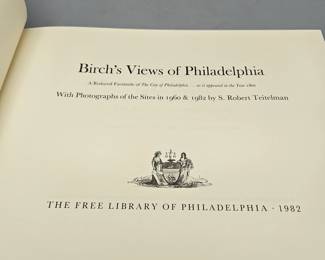 Birch's Views of Philadelphia
A Reduced Facsimile of The City of Philadelphia . . . as it appeared in the Year 1800
With Photographs of the Sites in 1960 & 1982 by S. Robert Teitelman
THE FREE LIBRARY OF PHILADELPHIA · 1982